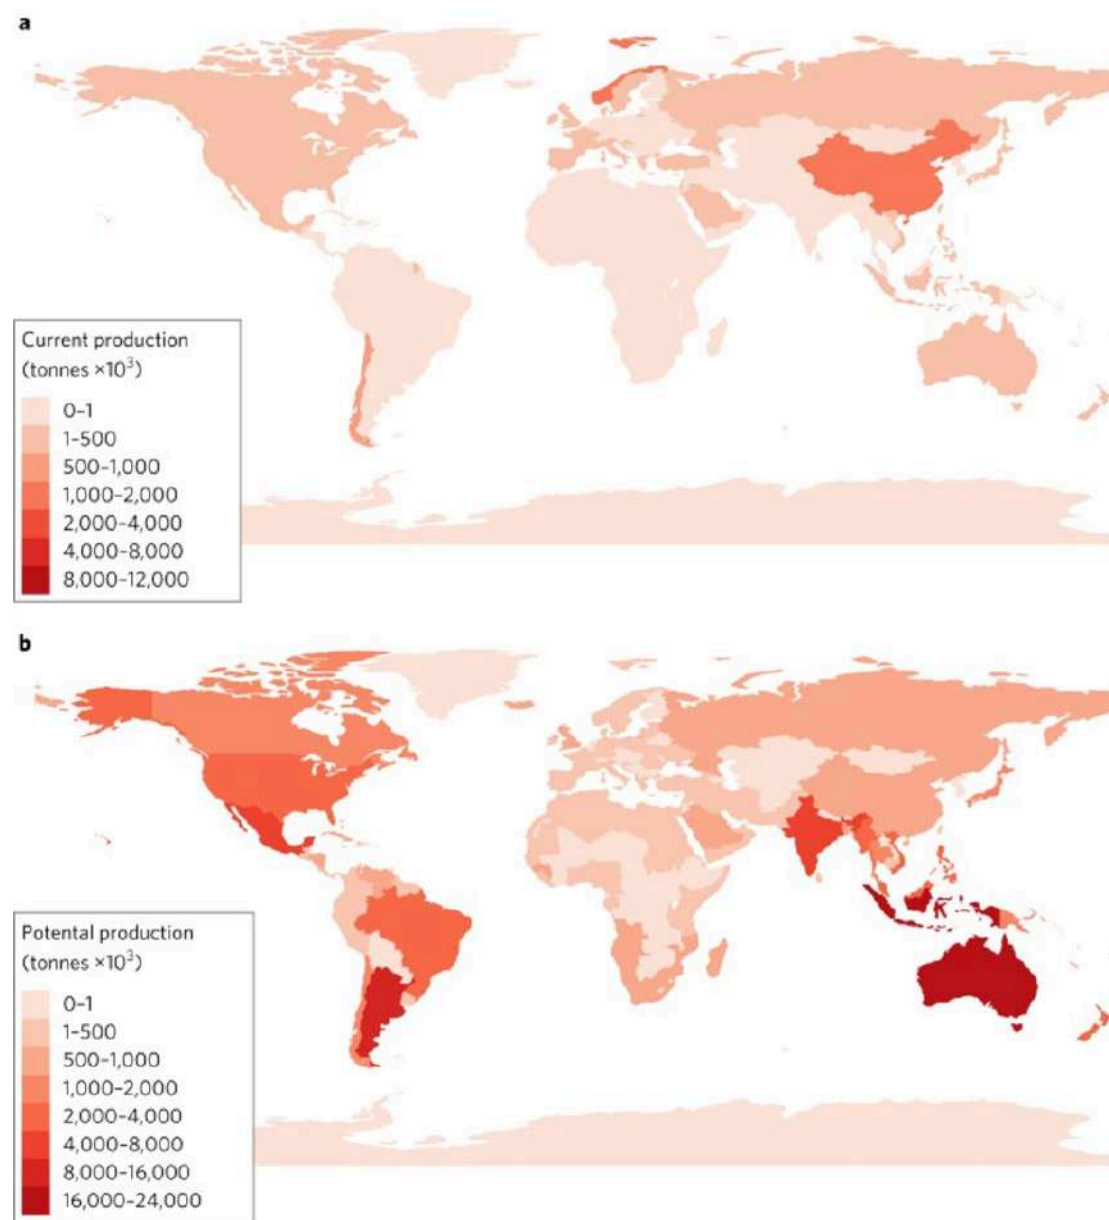 a
Current production
(tonnes ×10³)
0–1
1–500
500–1,000
1,000–2,000
2,000–4,000
4,000–8,000
8,000–12,000
b
Potental production
(tonnes ×10³)
0–1
1–500
500–1,000
1,000–2,000
2,000–4,000
4,000–8,000
8,000–16,000
16,000–24,000